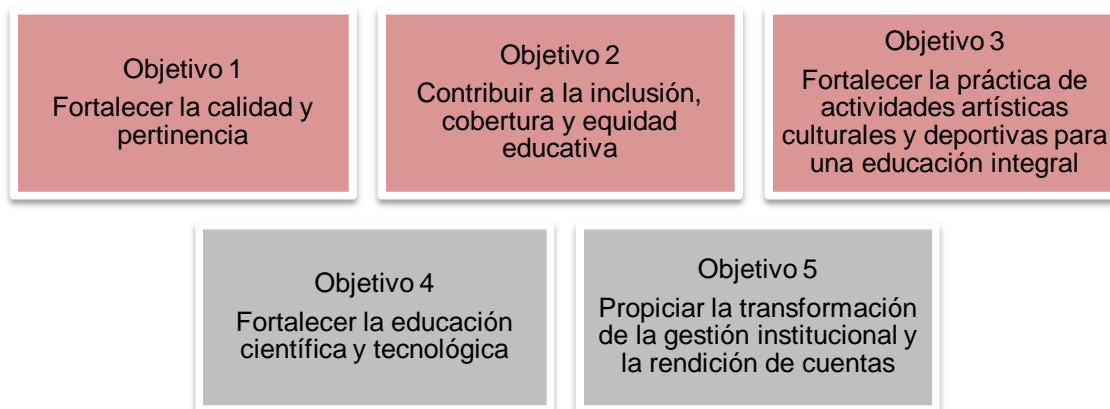 Objetivo 1
Fortalecer la calidad y
pertinencia
Objetivo 2
Contribuir a la inclusión,
cobertura y equidad
educativa
Objetivo 3
Fortalecer la práctica de
actividades artísticas
culturales y deportivas para
una educación integral
Objetivo 4
Fortalecer la educación
científica y tecnológica
Objetivo 5
Propiciar la transformación
de la gestión institucional y
la rendición de cuentas